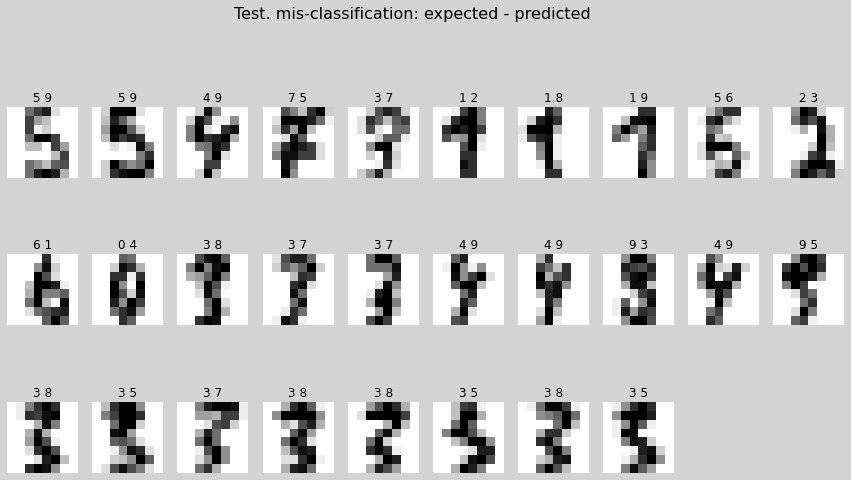 Test. mis-classification: expected - predicted
5 9 5 9 4 9 7 5 3 7 1 2 1 8 1 9 5 6 2 3
6 1 0 4 3 8 3 7 3 7 4 9 4 9 9 3 4 9 9 5
3 8 3 5 3 7 3 8 3 8 3 5 3 8 3 5